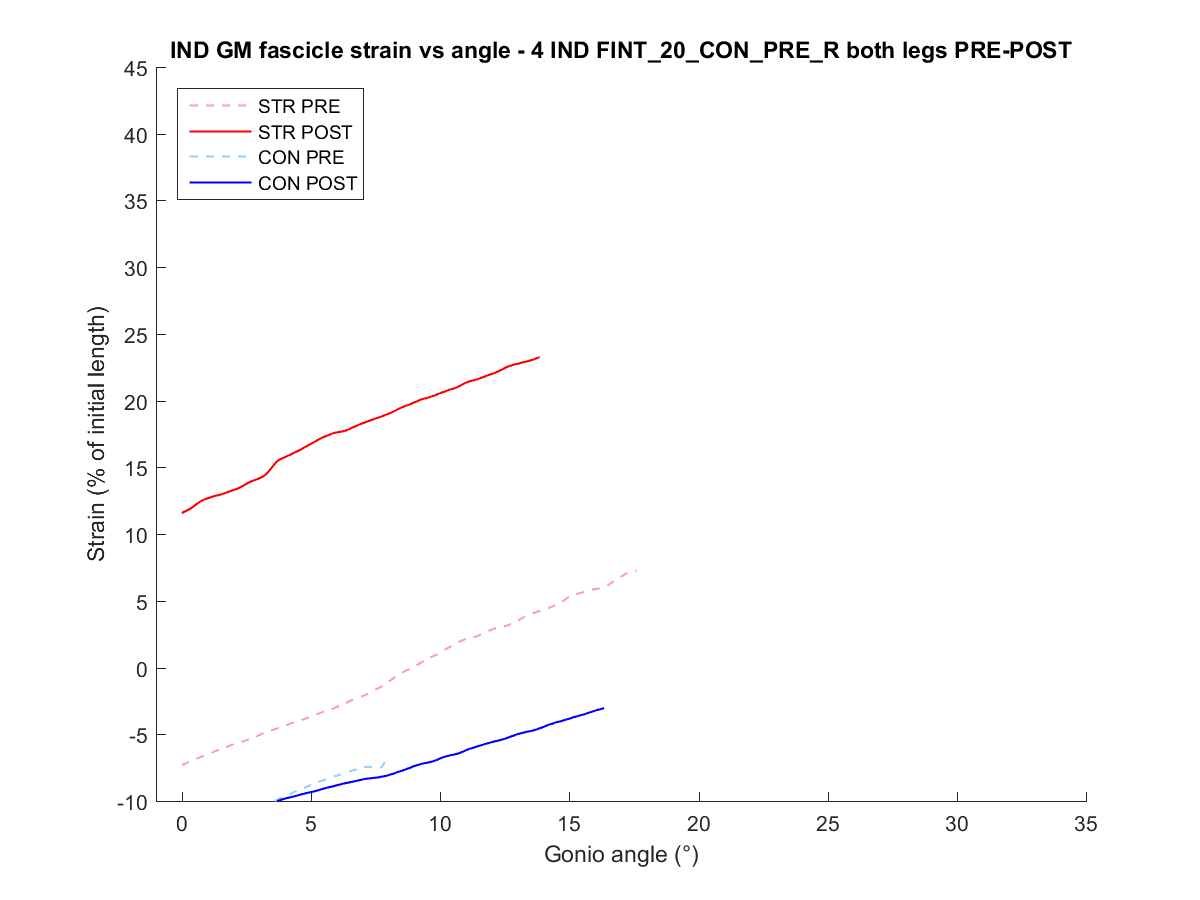 IND GM fascicle strain vs angle - 4 IND FINT_20_CON_PRE_R both legs PRE-POST
45
40
35
30
25
20
15
10
5
0
-5
-10
Strain (% of initial length)
STR PRE
STR POST
CON PRE
CON POST
0 5 10 15 20 25 30 35
Gonio angle (°)